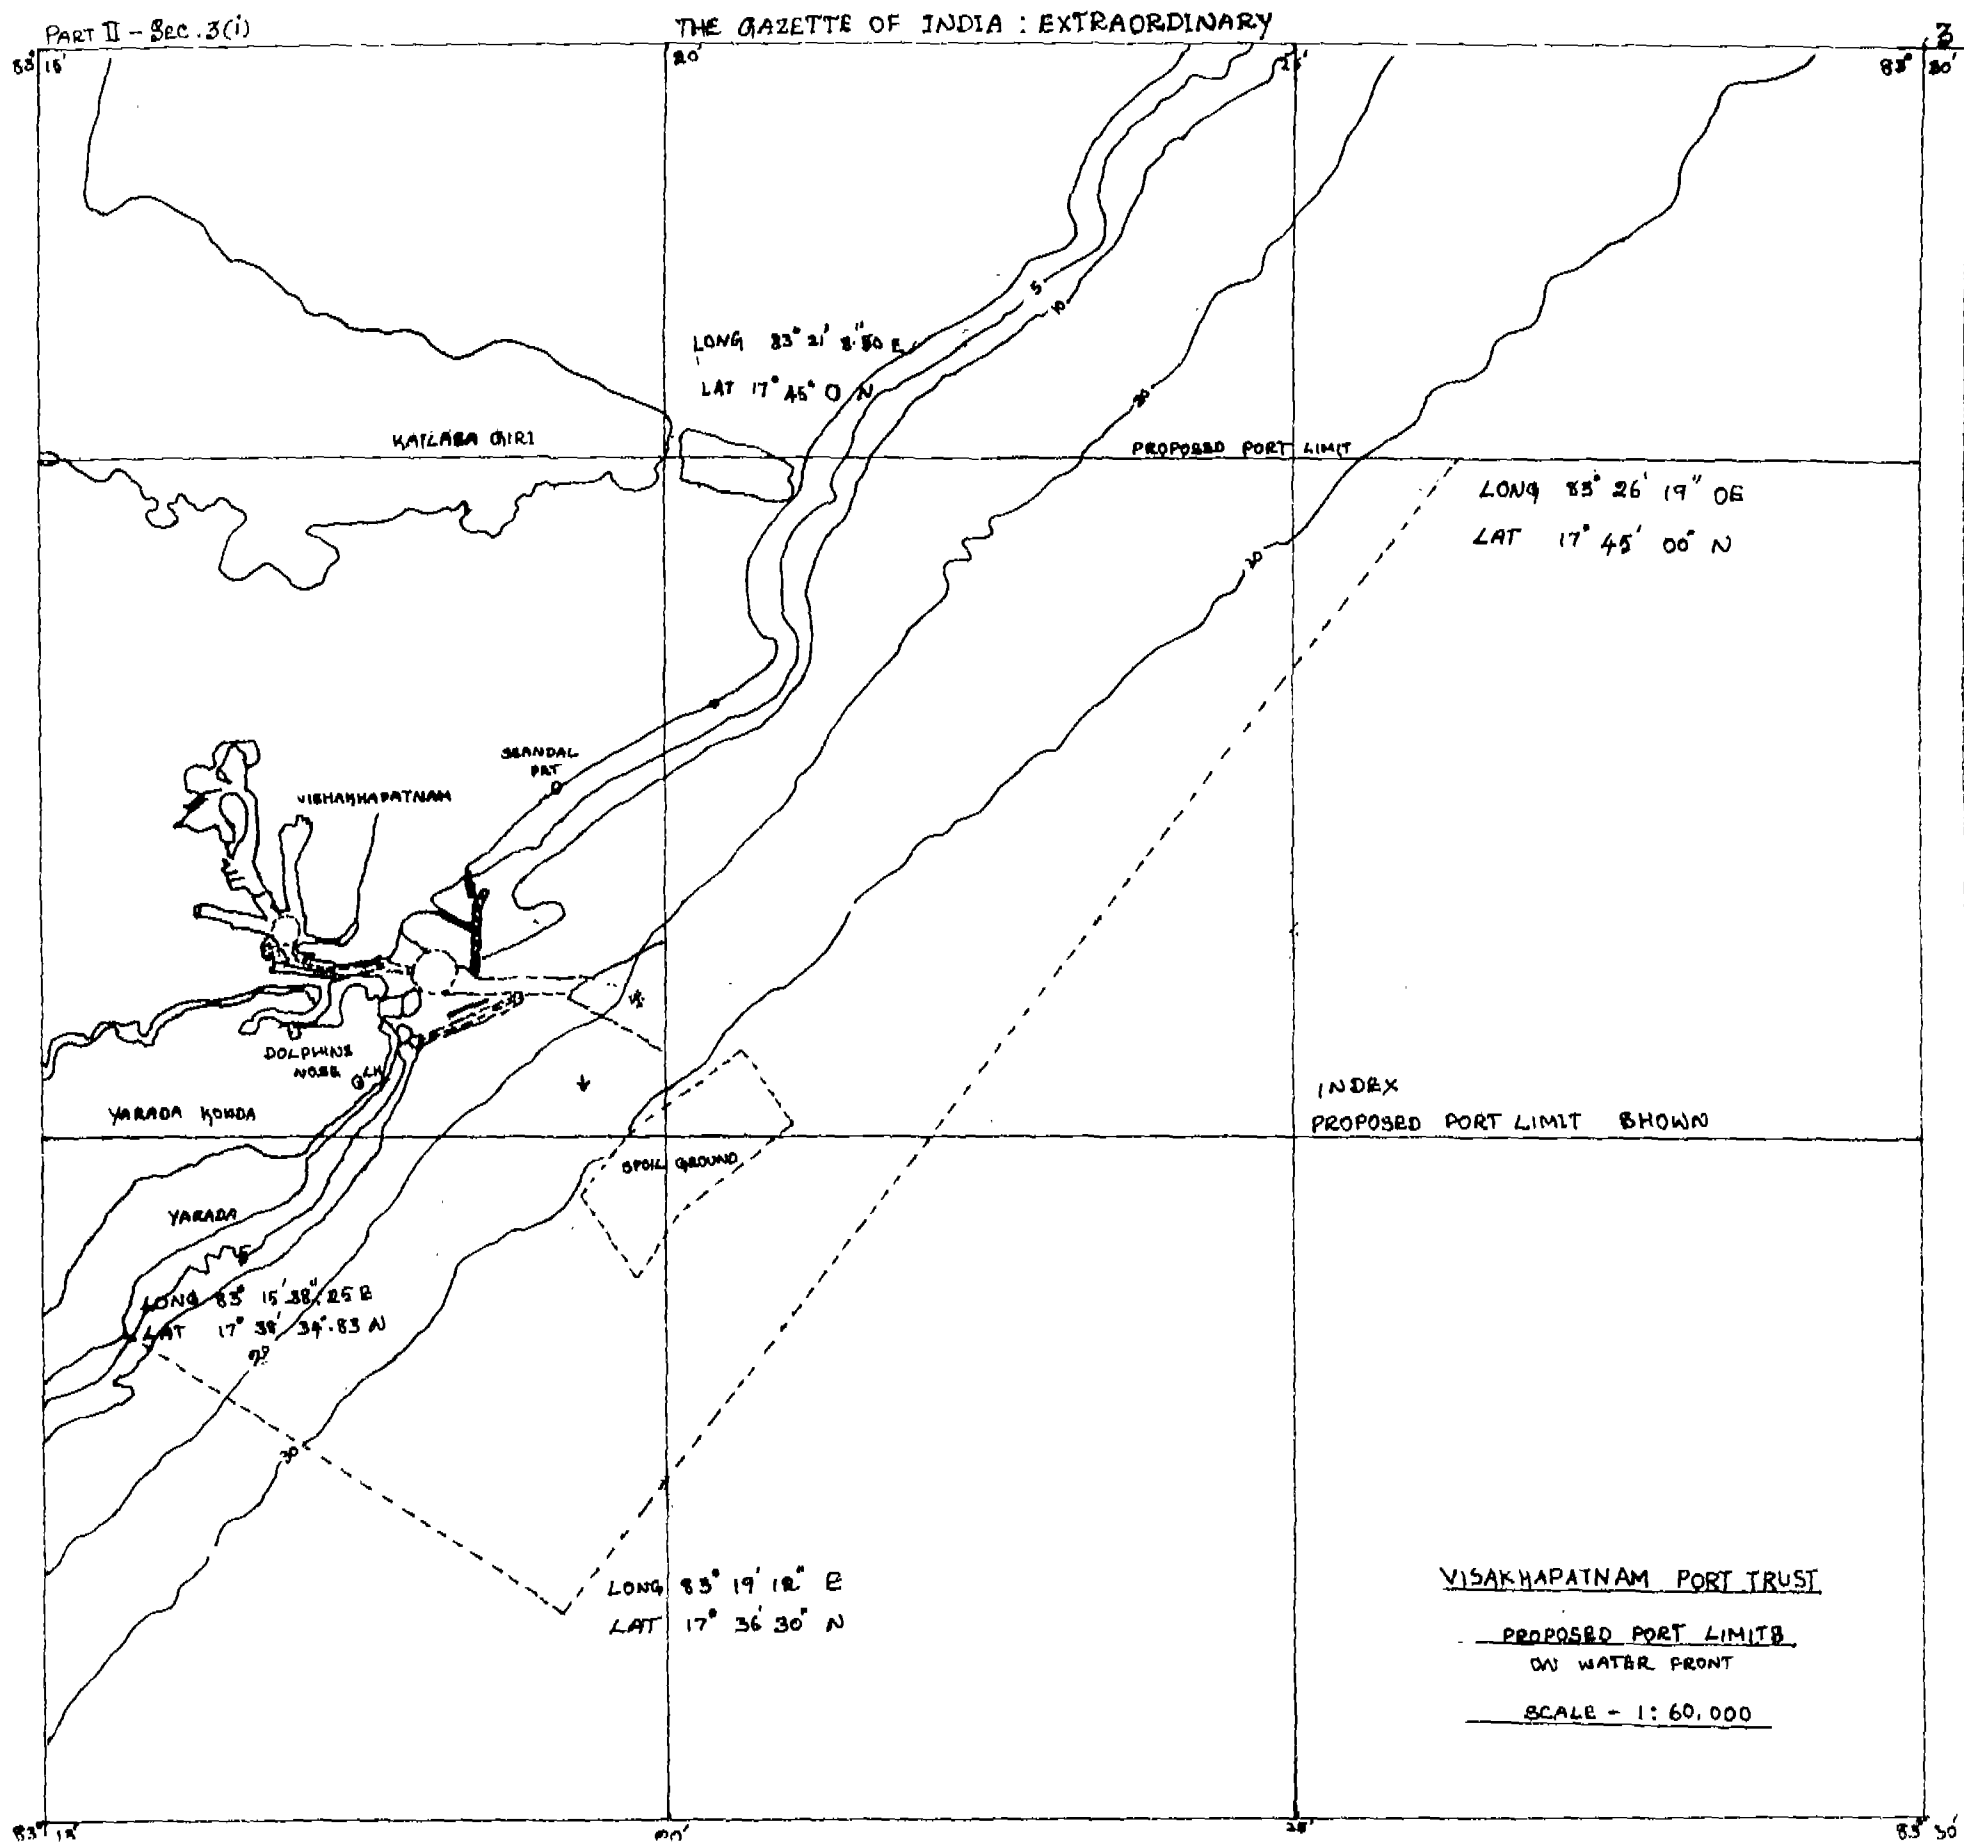 PART II - SEC. 3(i)
THE GAZETTE OF INDIA : EXTRAORDINARY
3
83° 15'
20'
25'
83° 30'
5
10
LONG 83° 21' 8.50 E
LAT 17° 45" 0 N
20
KAILASA GIRI
PROPOSED PORT LIMIT
LONG 83° 26' 19" 0E
LAT 17° 45' 00" N
SCANDAL
PNT
VISHAKHAPATNAM
DOLPHINS
NOSE
LH
YARADA KONDA
INDEX
PROPOSED PORT LIMIT SHOWN
SPOIL GROUND
YARADA
5
LONG 83° 15' 38".25 E
LAT 17° 38' 34".83 N
20
30
LONG 83° 19' 12" E
LAT 17° 36' 30" N
VISAKHAPATNAM PORT TRUST
PROPOSED PORT LIMITS
ON WATER FRONT
SCALE - 1: 60,000
83° 15'
20'
25'
83° 30'